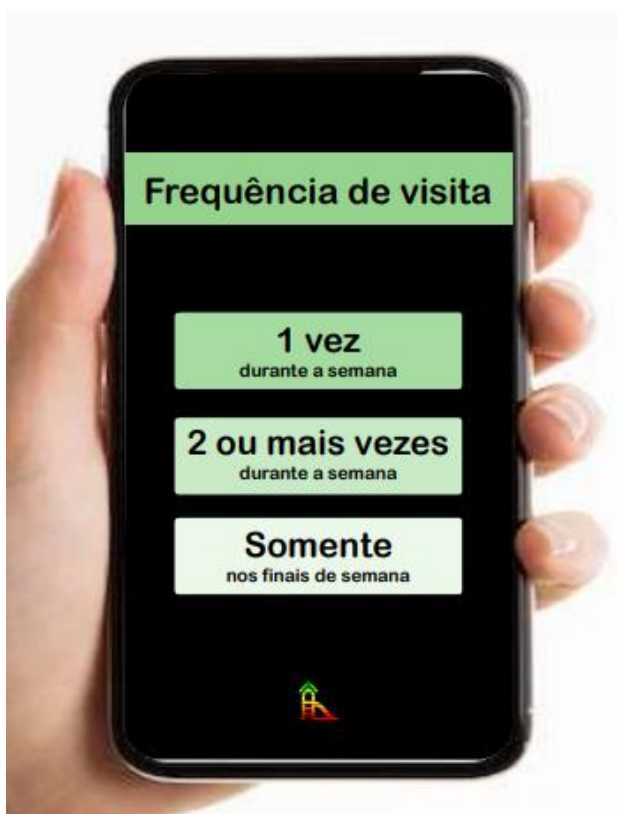 Frequência de visita
1 vez
durante a semana
2 ou mais vezes
durante a semana
Somente
nos finais de semana